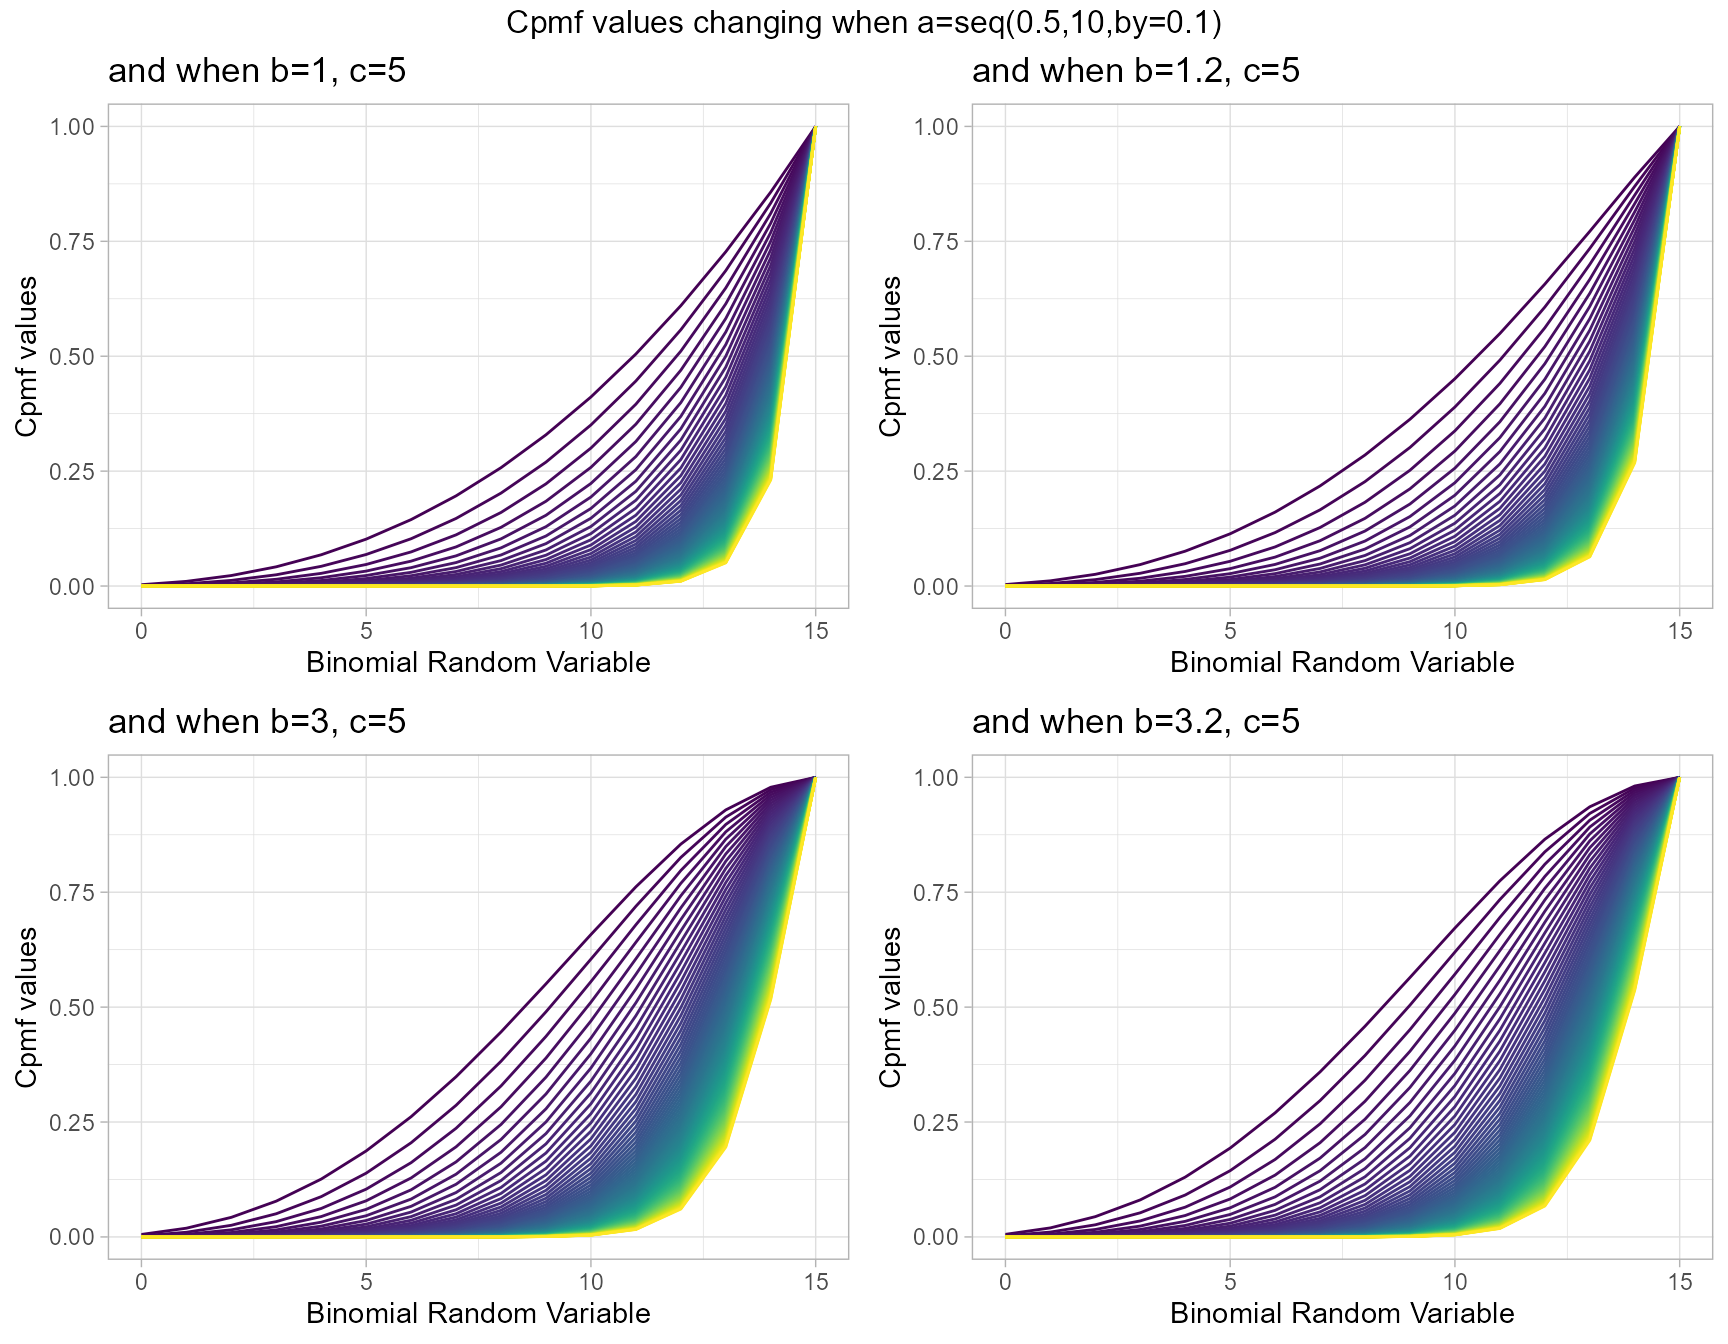 Cpmf values changing when a=seq(0.5,10,by=0.1)
and when b=1, c=5
Cpmf values
1.00
0.75
0.50
0.25
0.00
0 5 10 15
Binomial Random Variable
and when b=1.2, c=5
Cpmf values
1.00
0.75
0.50
0.25
0.00
0 5 10 15
Binomial Random Variable
and when b=3, c=5
Cpmf values
1.00
0.75
0.50
0.25
0.00
0 5 10 15
Binomial Random Variable
and when b=3.2, c=5
Cpmf values
1.00
0.75
0.50
0.25
0.00
0 5 10 15
Binomial Random Variable